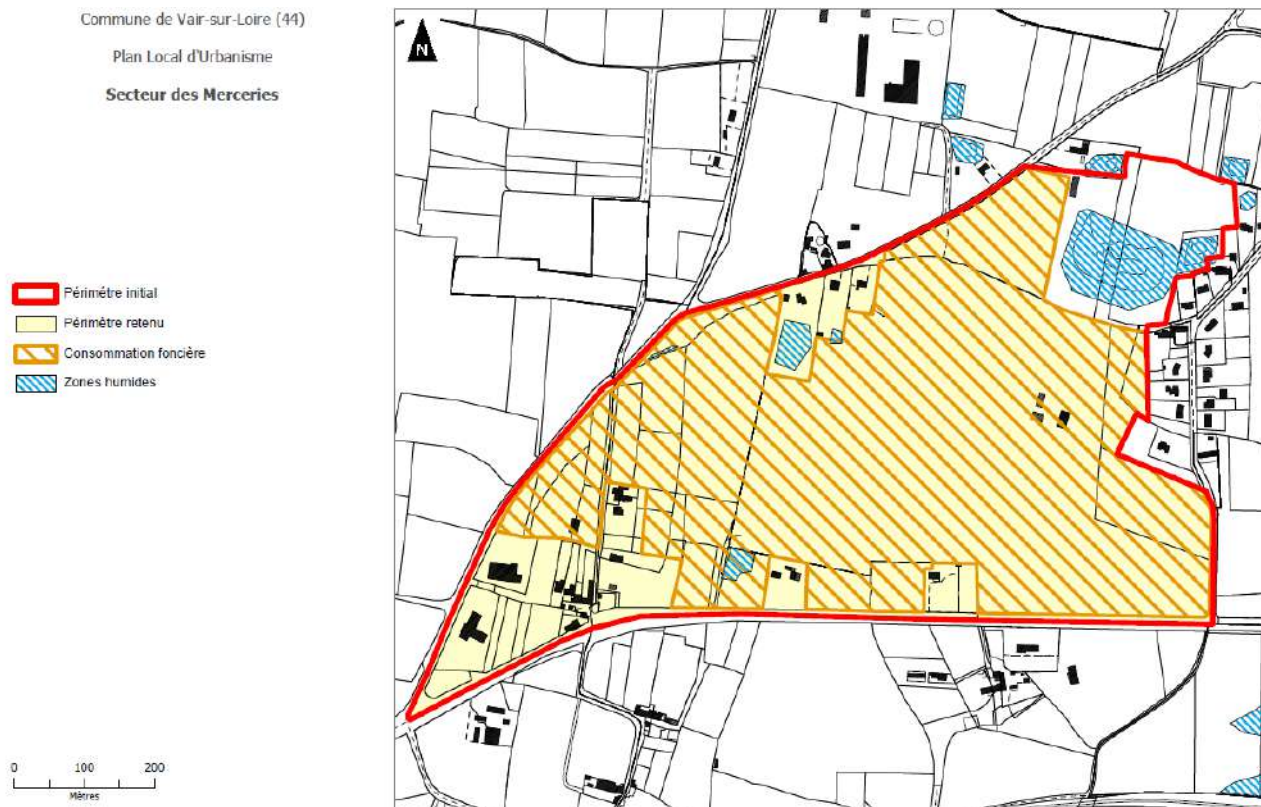 Commune de Vair-sur-Loire (44)
Plan Local d'Urbanisme
Secteur des Merceries
N
Périmètre initial
Périmètre retenu
Consommation foncière
Zones humides
0 100 200
Mètres